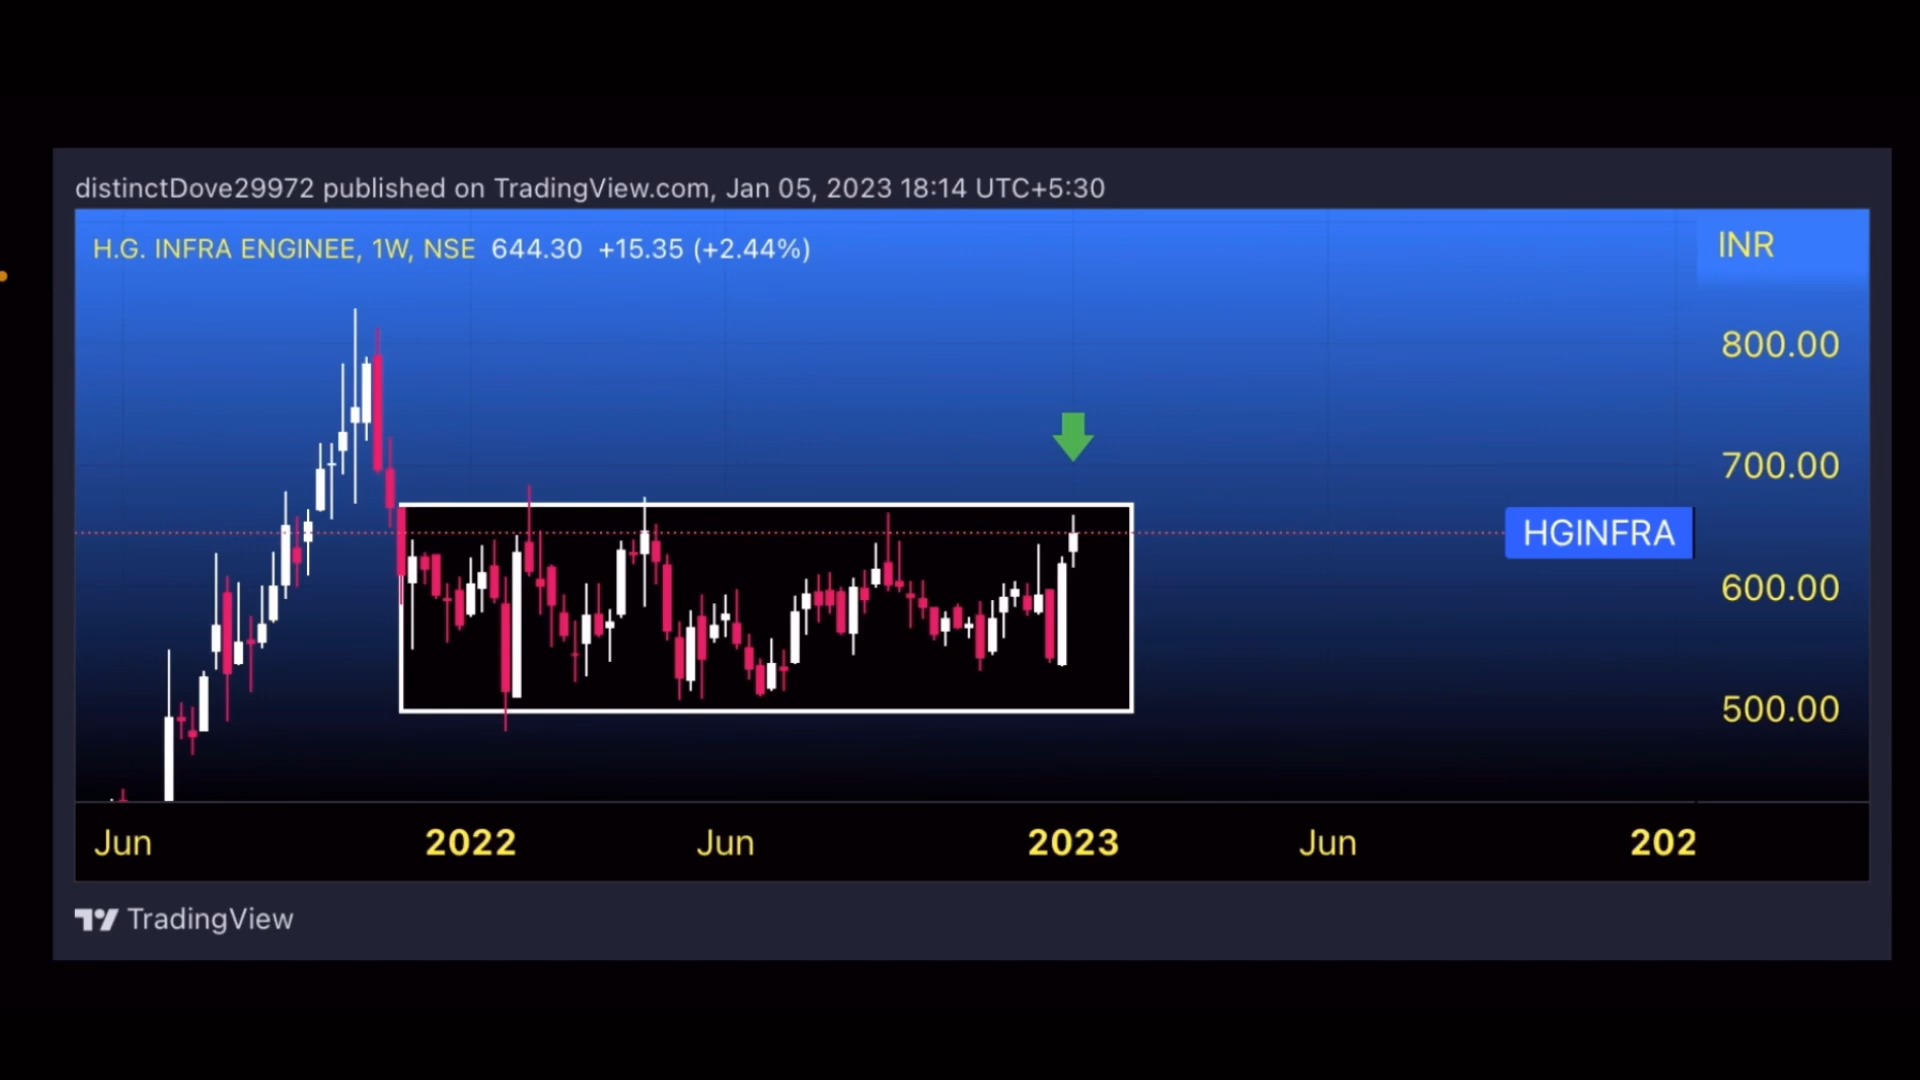 distinctDove29972 published on TradingView.com, Jan 05, 2023 18:14 UTC+5:30
H.G. INFRA ENGINEE, 1W, NSE 644.30 +15.35 (+2.44%)
INR
800.00
700.00
HGINFRA
600.00
500.00
Jun 2022 Jun 2023 Jun 202
TradingView